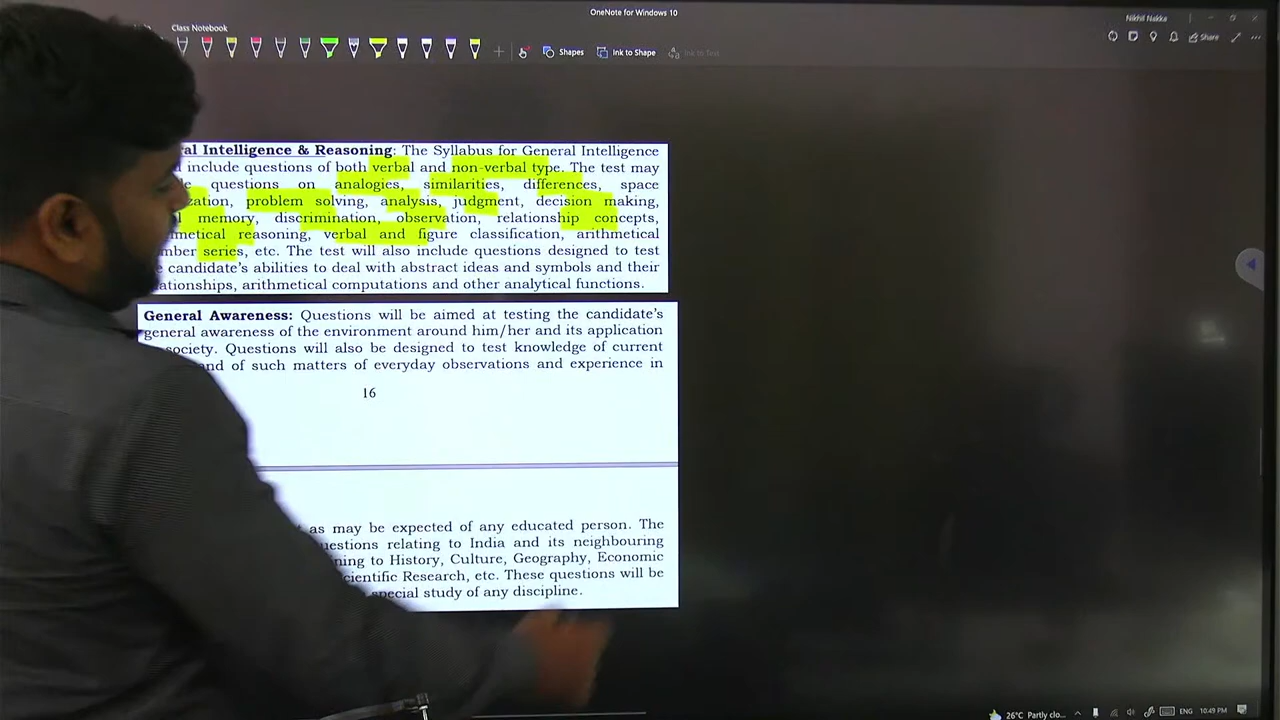 OneNote for Windows 10
Nikhil Nakka
Class Notebook
Share
Shapes
Ink to Shape
Ink to Text
al Intelligence & Reasoning: The Syllabus for General Intelligence
include questions of both verbal and non-verbal type. The test may
questions on analogies, similarities, differences, space
zation, problem solving, analysis, judgment, decision making,
memory, discrimination, observation, relationship concepts,
metical reasoning, verbal and figure classification, arithmetical
mber series, etc. The test will also include questions designed to test
candidate's abilities to deal with abstract ideas and symbols and their
ationships, arithmetical computations and other analytical functions.
General Awareness: Questions will be aimed at testing the candidate's
general awareness of the environment around him/her and its application
society. Questions will also be designed to test knowledge of current
and of such matters of everyday observations and experience in
16
as may be expected of any educated person. The
uestions relating to India and its neighbouring
ning to History, Culture, Geography, Economic
cientific Research, etc. These questions will be
special study of any discipline.
26°C Partly clo...
ENG
10:49 PM